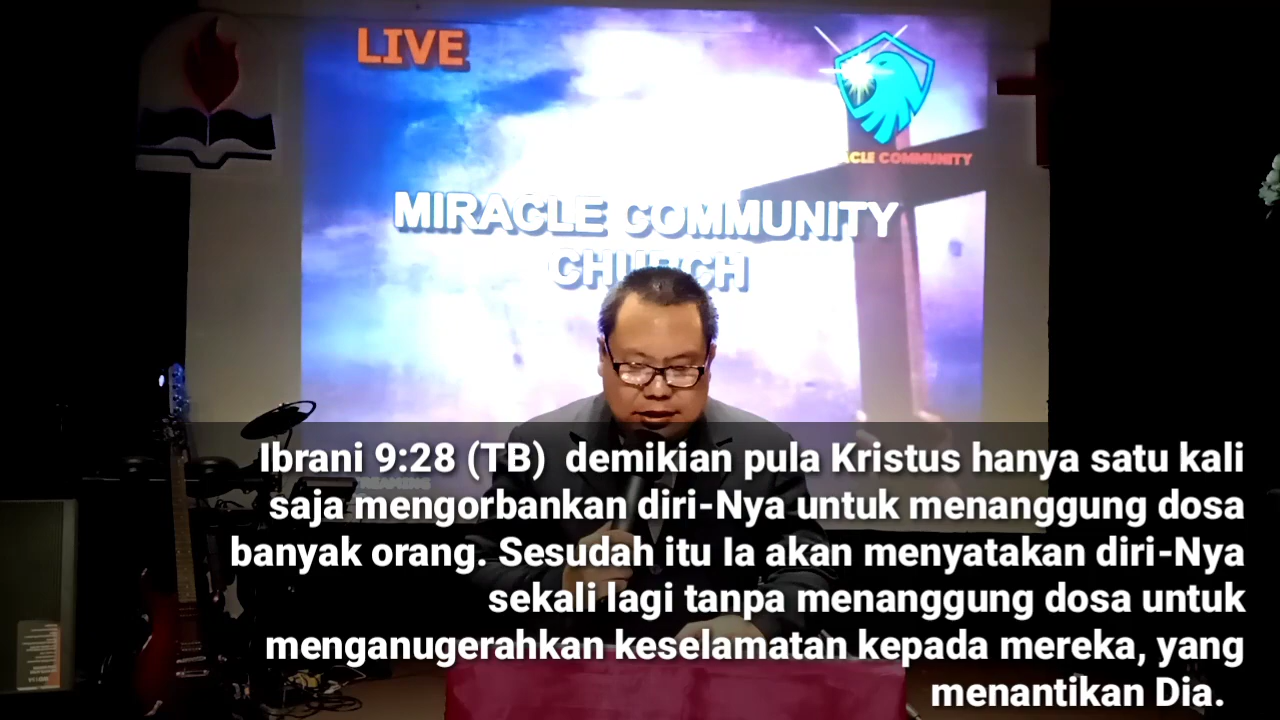 LIVE
COMMUNITY
MIRACLE COMMUNITY
CHURCH
Ibrani 9:28 (TB)  demikian pula Kristus hanya satu kali
saja mengorbankan diri-Nya untuk menanggung dosa
banyak orang. Sesudah itu Ia akan menyatakan diri-Nya
sekali lagi tanpa menanggung dosa untuk
menganugerahkan keselamatan kepada mereka, yang
menantikan Dia.